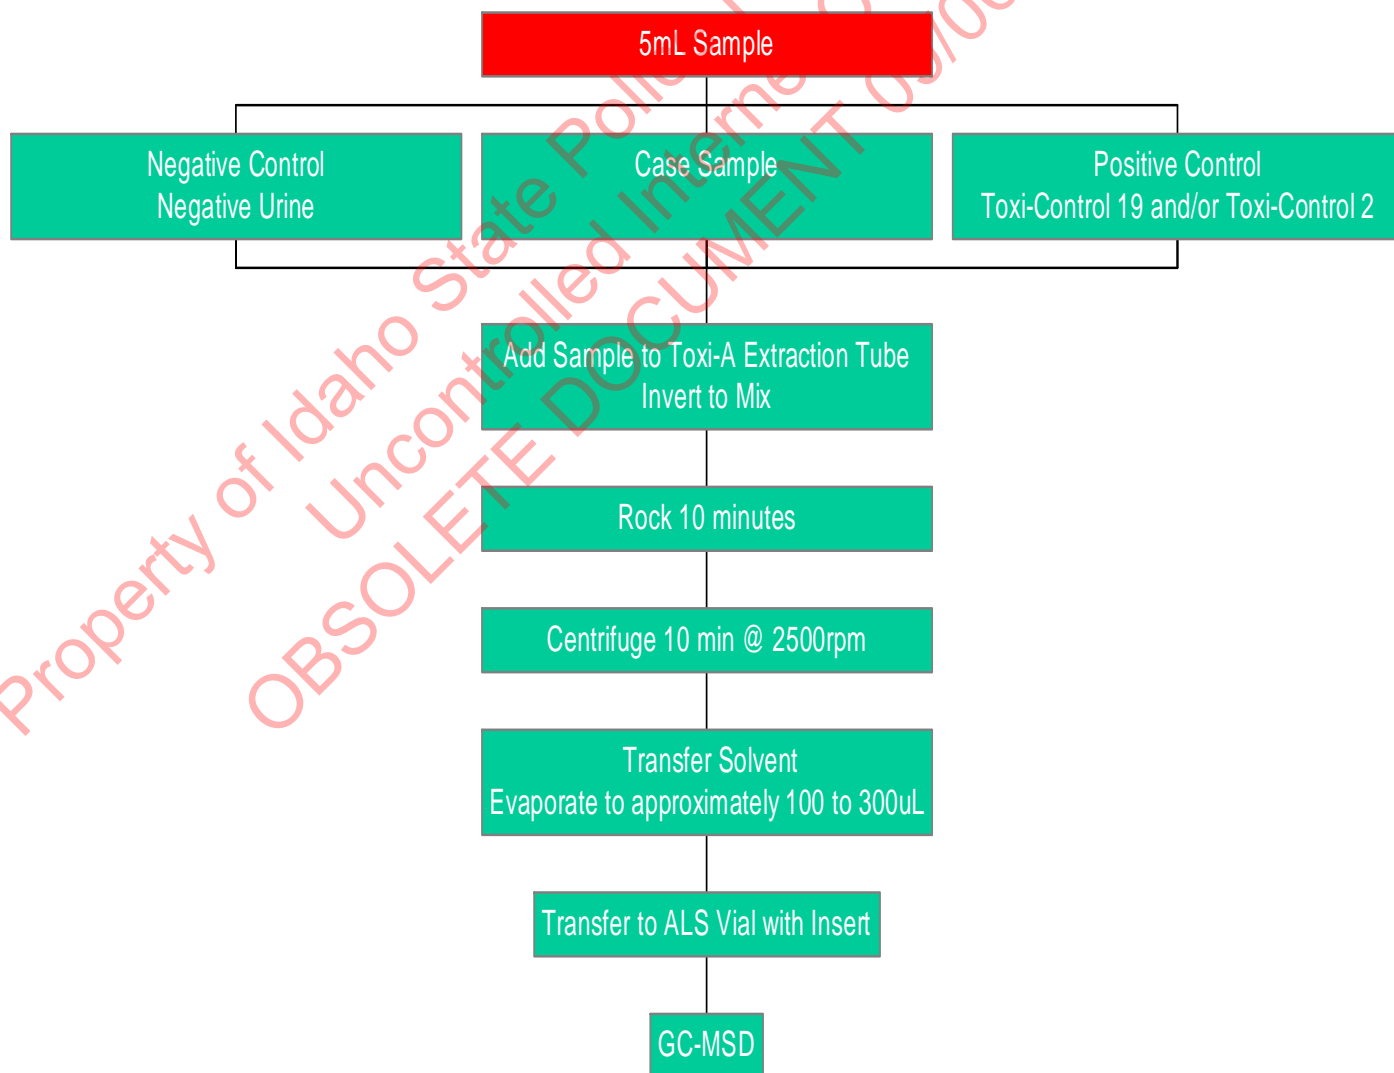 5mL Sample
Negative Control
Negative Urine
Case Sample
Positive Control
Toxi-Control 19 and/or Toxi-Control 2
Add Sample to Toxi-A Extraction Tube
Invert to Mix
Rock 10 minutes
Centrifuge 10 min @ 2500rpm
Transfer Solvent
Evaporate to approximately 100 to 300uL
Transfer to ALS Vial with Insert
GC-MSD
Property of Idaho State Police
Uncontrolled Interne
OBSOLETE DOCUMENT